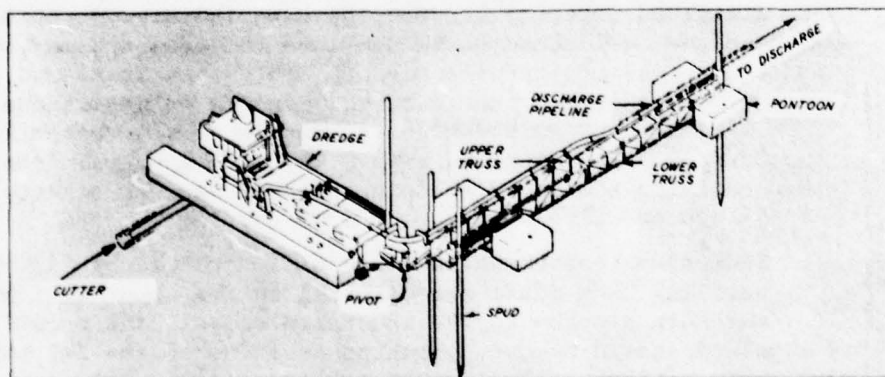 TO DISCHARGE
DISCHARGE
PIPELINE
PONTOON
DREDGE
UPPER
TRUSS
LOWER
TRUSS
CUTTER
PIVOT
SPUD